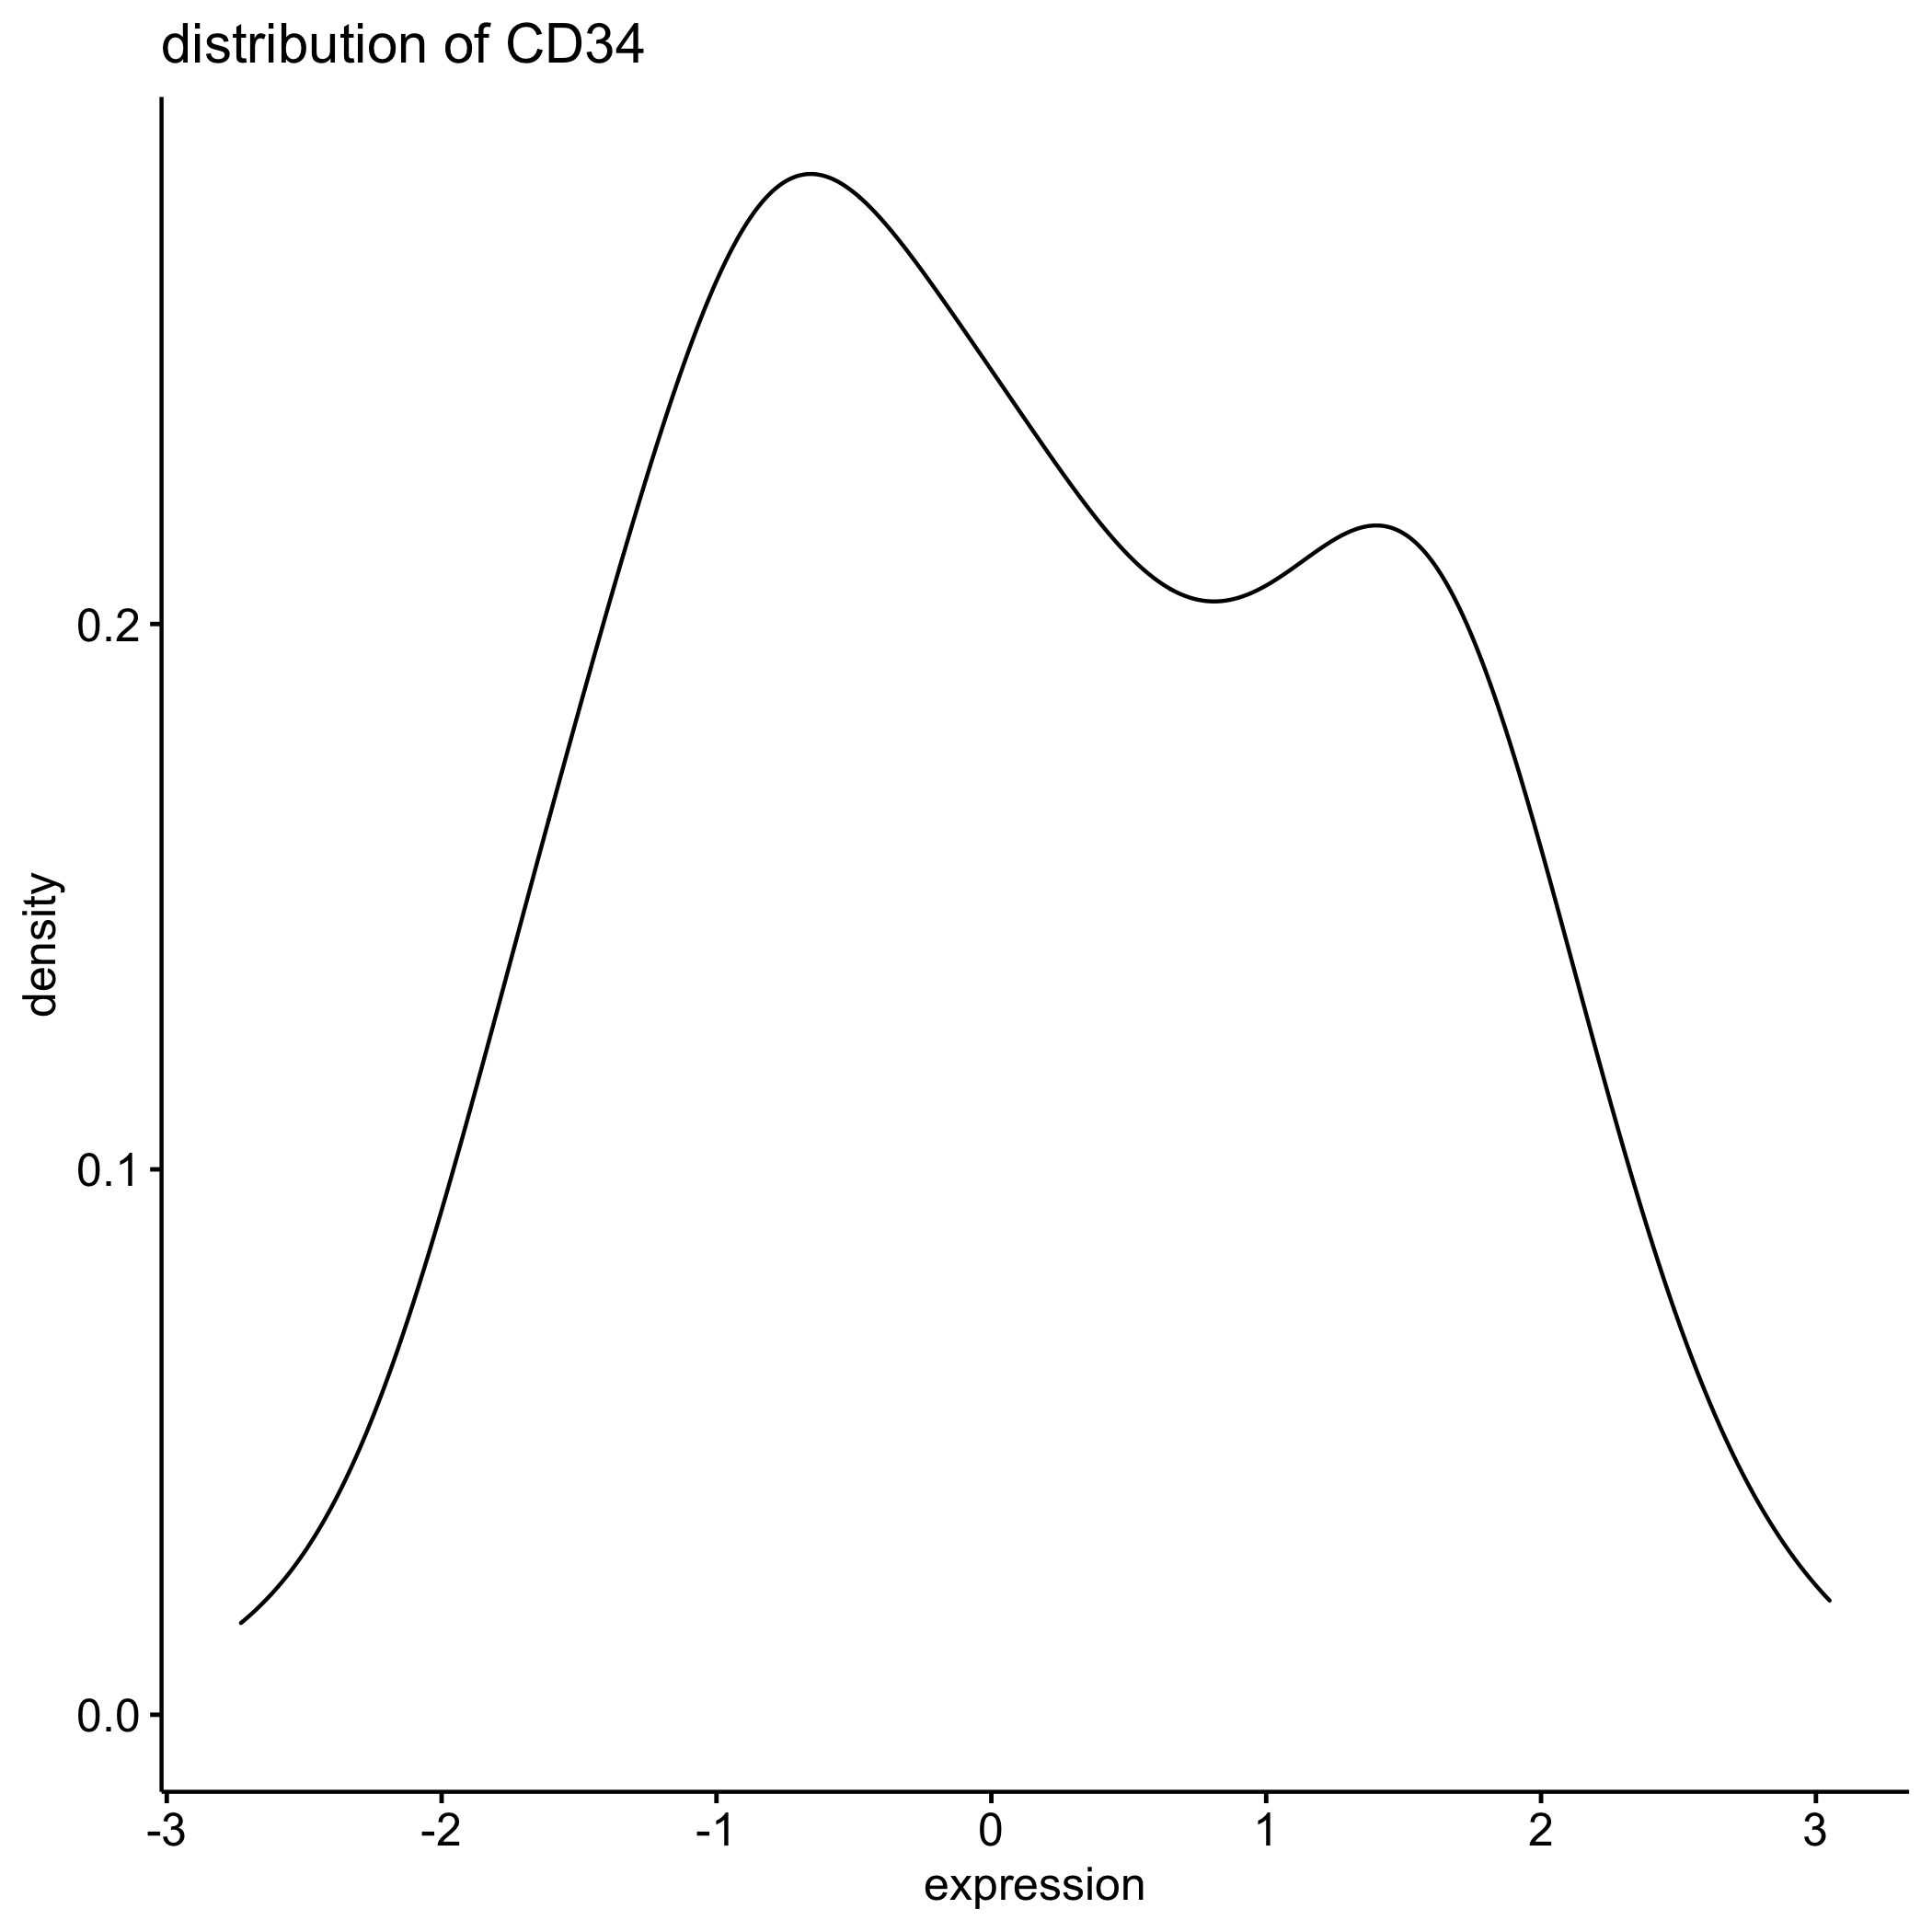 distribution of CD34
density
0.2
0.1
0.0
-3 -2 -1 0 1 2 3
expression